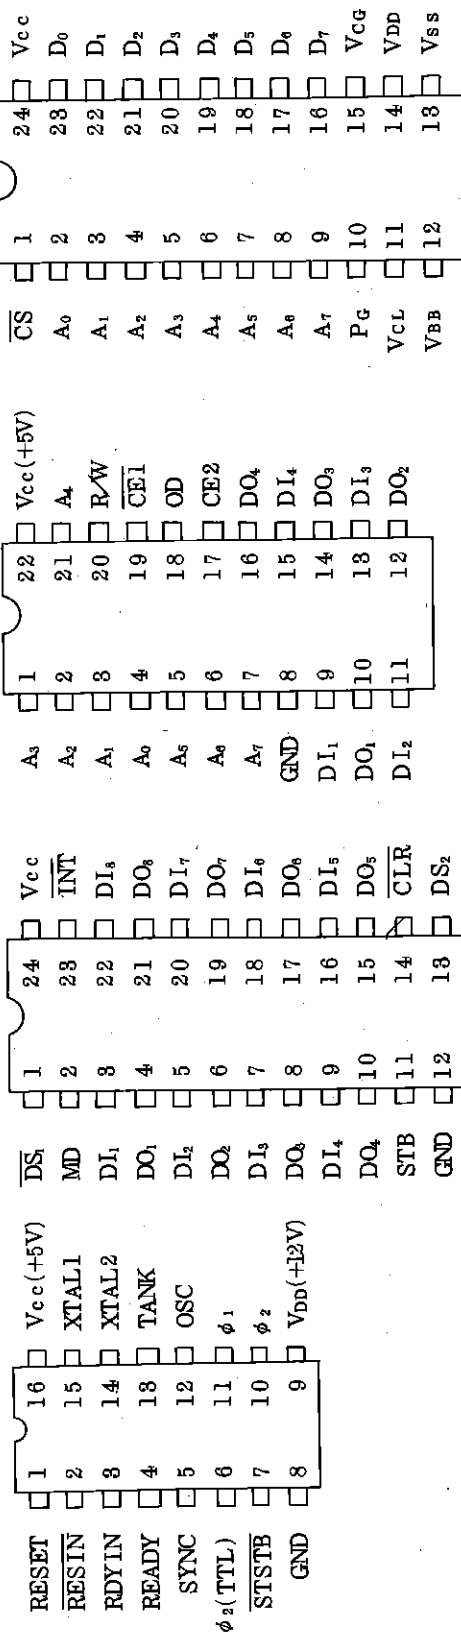 RESET 1 16 Vcc(+5V)
R̅E̅S̅I̅N̅ 2 15 XTAL1
RDYIN 3 14 XTAL2
READY 4 13 TANK
SYNC 5 12 OSC
ϕ₂(TTL) 6 11 ϕ₁
S̅T̅S̅T̅B̅ 7 10 ϕ₂
GND 8 9 VDD(+12V)
D̅S̅₁ 1 24 Vcc
MD 2 23 I̅N̅T̅
DI₁ 3 22 DI₈
DO₁ 4 21 DO₈
DI₂ 5 20 DI₇
DO₂ 6 19 DO₇
DI₃ 7 18 DI₆
DO₃ 8 17 DO₆
DI₄ 9 16 DI₅
DO₄ 10 15 DO₅
STB 11 14 C̅L̅R̅
GND 12 13 DS₂
A₃ 1 22 Vcc(+5V)
A₂ 2 21 A₄
A₁ 3 20 R/W
A₀ 4 19 C̅E̅1̅
A₅ 5 18 OD
A₆ 6 17 CE2
A₇ 7 16 DO₄
GND 8 15 DI₄
DI₁ 9 14 DO₃
DO₁ 10 13 DI₃
DI₂ 11 12 DO₂
C̅S̅ 1 24 Vcc
A₀ 2 23 D₀
A₁ 3 22 D₁
A₂ 4 21 D₂
A₃ 5 20 D₃
A₄ 6 19 D₄
A₅ 7 18 D₅
A₆ 8 17 D₆
A₇ 9 16 D₇
PG 10 15 VCG
VCL 11 14 VDD
VBB 12 13 VSS